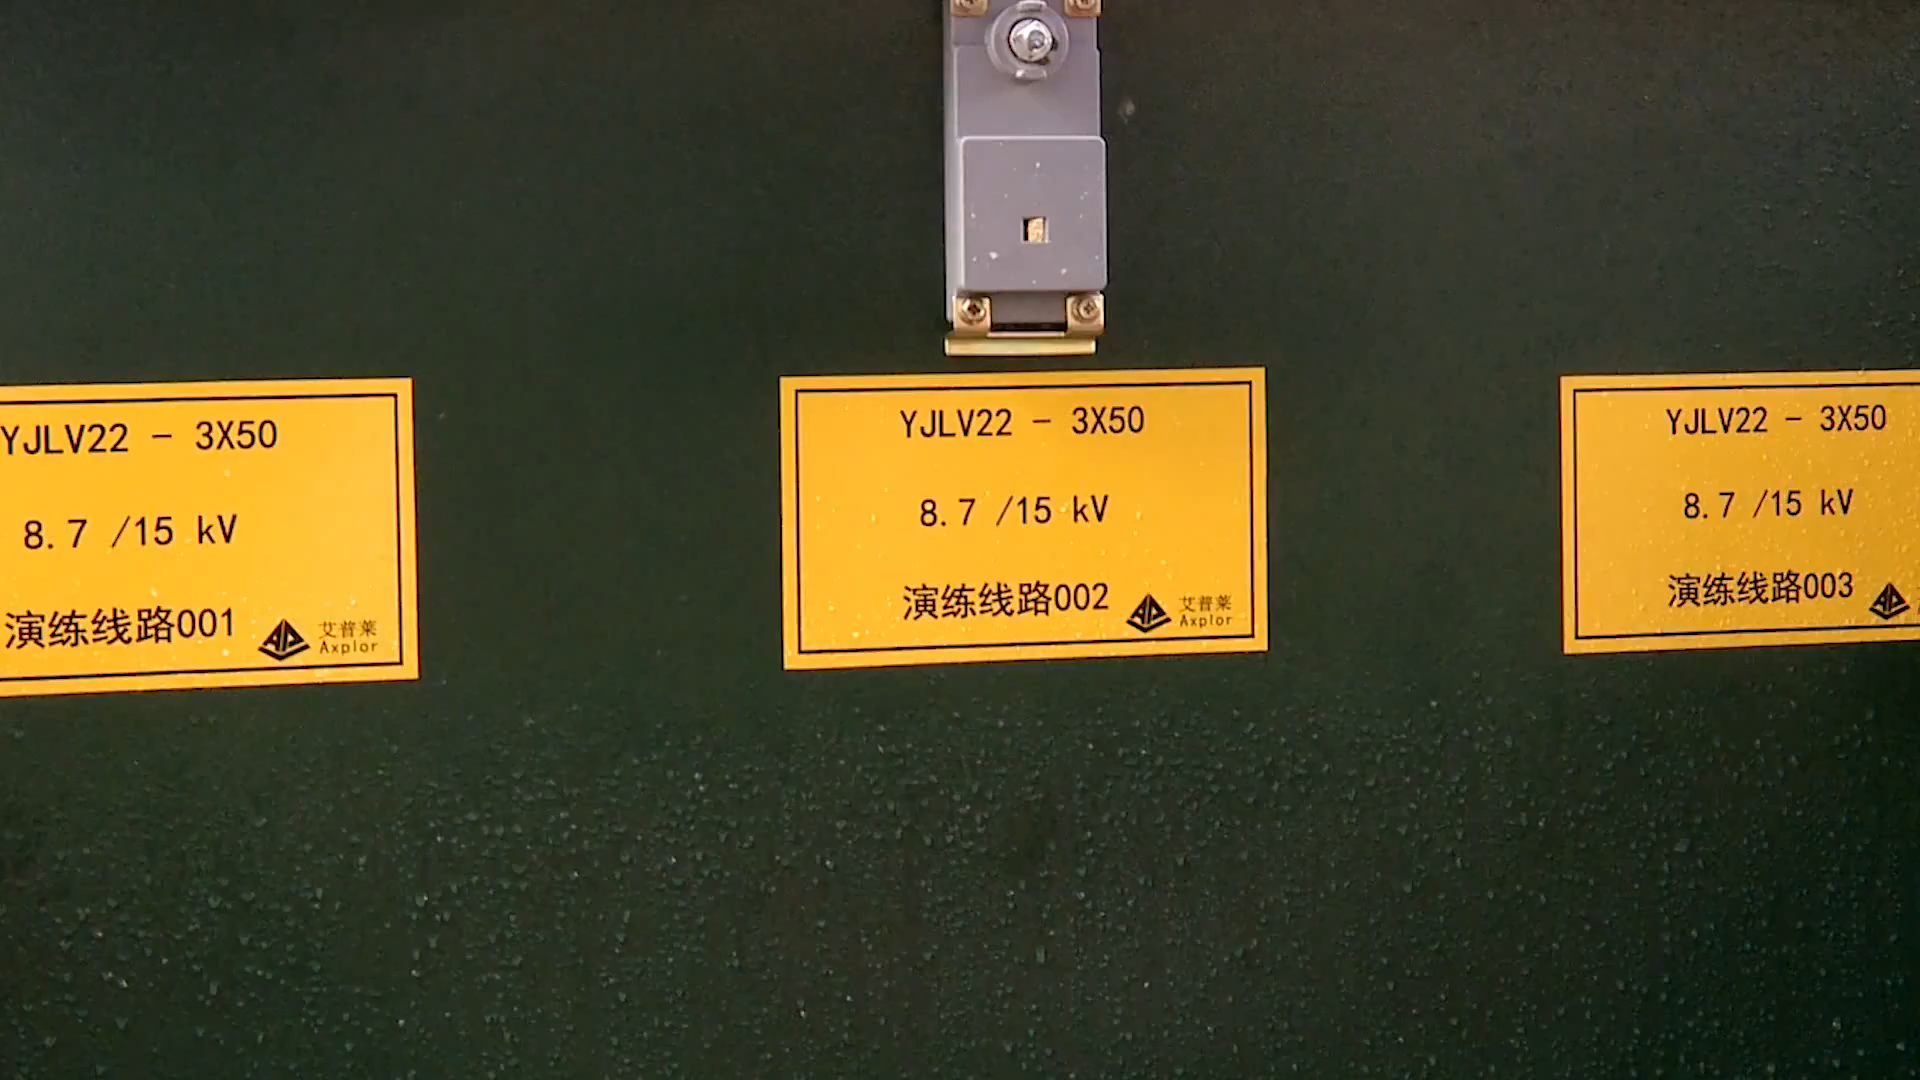 YJLV22 - 3X50
8.7 /15 kV
演练线路001
艾普莱
Axplor
YJLV22 - 3X50
8.7 /15 kV
演练线路002
艾普莱
Axplor
YJLV22 - 3X50
8.7 /15 kV
演练线路003